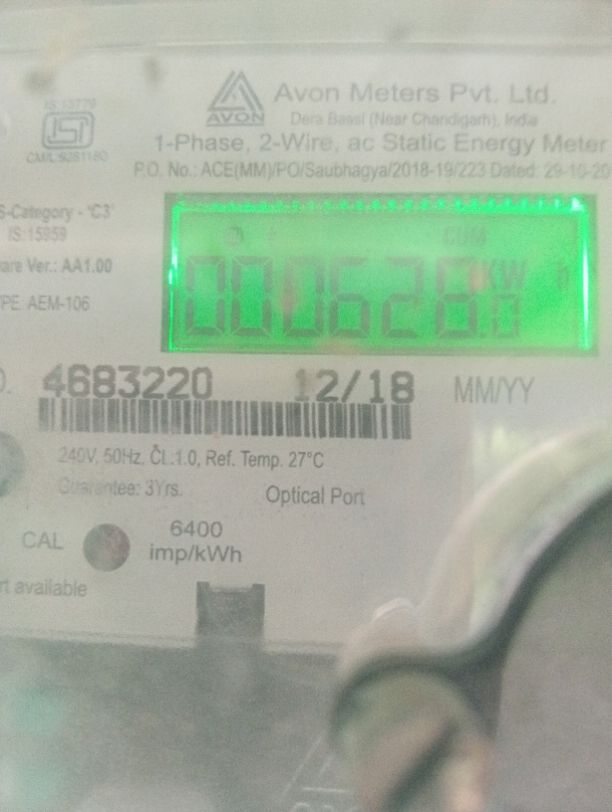 IS:13779
ISI
CM/L:9281160
AVON
Avon Meters Pvt. Ltd.
Dera Bassi (Near Chandigarh), India
1-Phase, 2-Wire, ac Static Energy Meter
P.O. No.: ACE(MM)/PO/Saubhagya/2018-19/223 Dated: 29-10-20
S-Category - 'C3'
IS:15959
are Ver.: AA1.00
PE: AEM-106
CUM
000628.0 KW h
4683220 12/18 MM/YY
240V, 50Hz, CL:1.0, Ref. Temp. 27°C
Guarantee: 3Yrs.
Optical Port
CAL
6400
imp/kWh
rt available